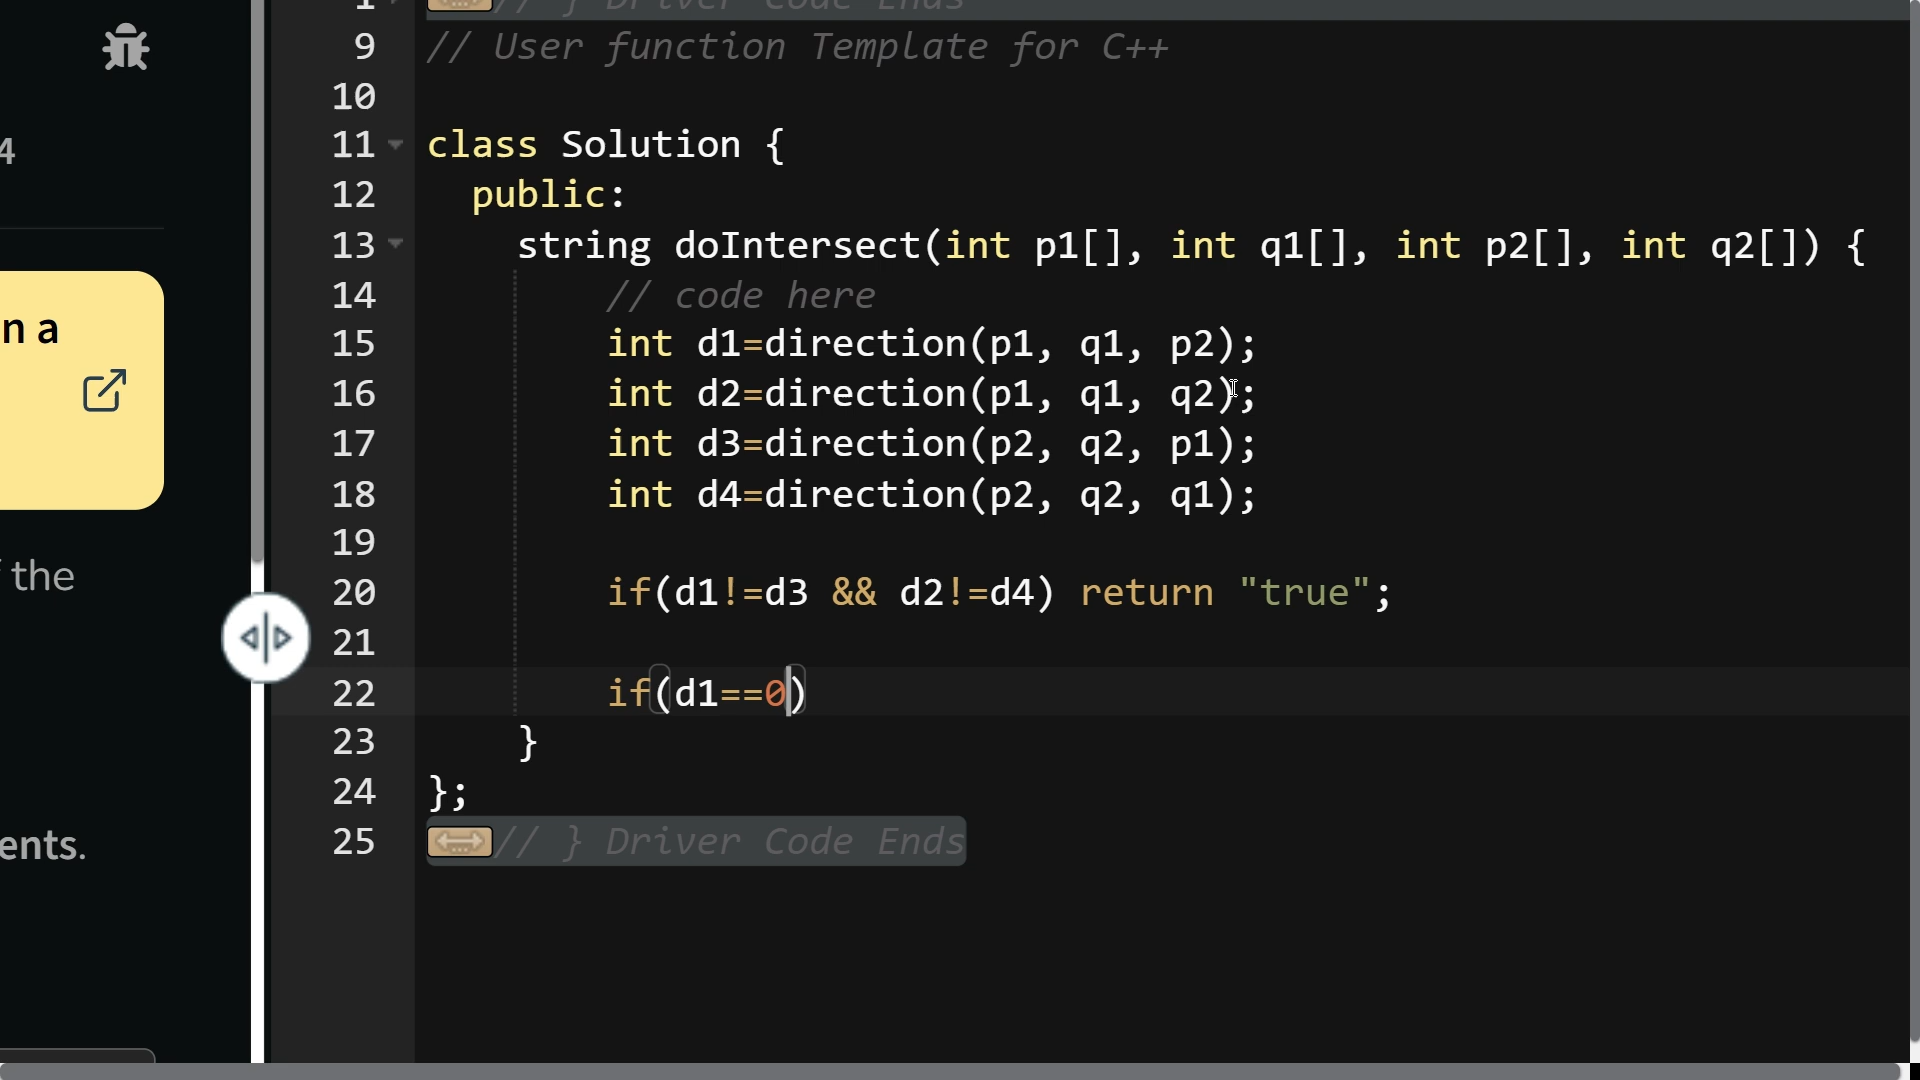 1 // } Driver Code Ends
9 // User function Template for C++
10
4
11 class Solution {
12 public:
13 string doIntersect(int p1[], int q1[], int p2[], int q2[]) {
14 // code here
n a
15 int d1=direction(p1, q1, p2);
16 int d2=direction(p1, q1, q2);
17 int d3=direction(p2, q2, p1);
18 int d4=direction(p2, q2, q1);
19
the
20 if(d1!=d3 && d2!=d4) return "true";
21
22 if(d1==0)
23 }
24 };
25 // } Driver Code Ends
ents.